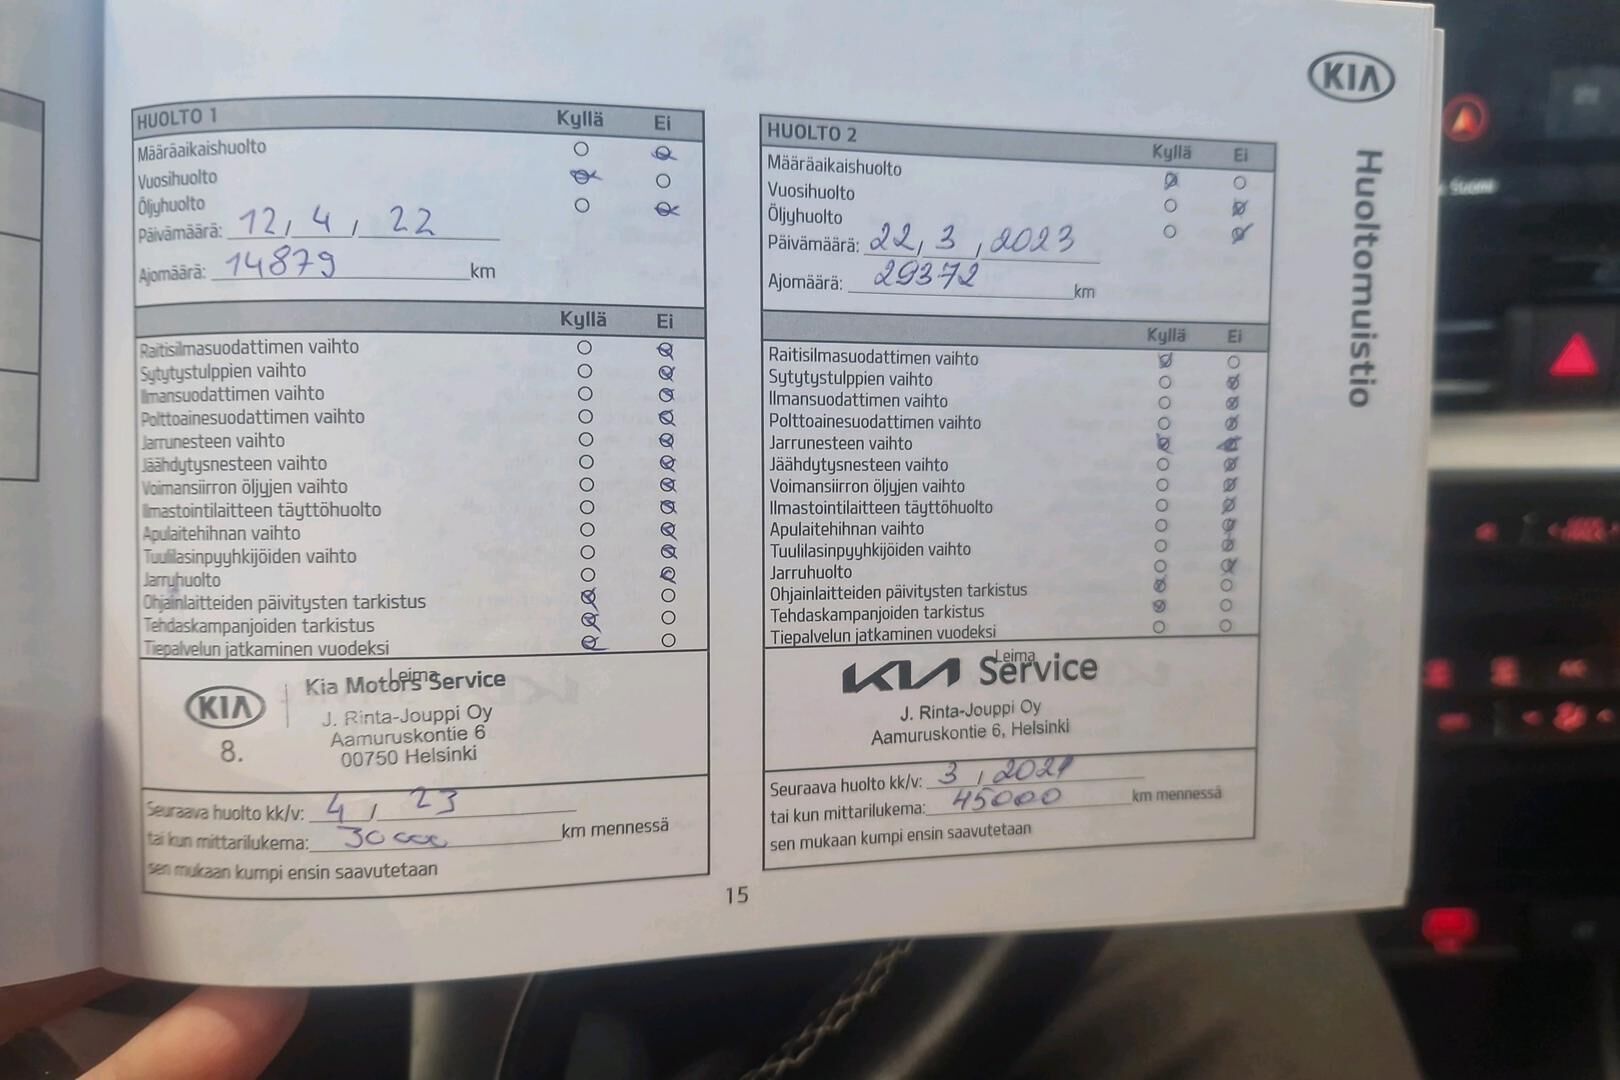 KIA
Huoltomuistio
HUOLTO 1 Kyllä Ei
Määräaikaishuolto
Vuosihuolto
Öljyhuolto
Päivämäärä: 12, 4, 22
Ajomäärä: 14879 km
Kyllä Ei
Raitisilmasuodattimen vaihto
Sytytystulppien vaihto
Ilmansuodattimen vaihto
Polttoainesuodattimen vaihto
Jarrunesteen vaihto
Jäähdytysnesteen vaihto
Voimansiirron öljyjen vaihto
Ilmastointilaitteen täyttöhuolto
Apulaitehihnan vaihto
Tuulilasinpyyhkijöiden vaihto
Jarruhuolto
Ohjainlaitteiden päivitysten tarkistus
Tehdaskampanjoiden tarkistus
Tiepalvelun jatkaminen vuodeksi
Leima
KIA
8.
Kia Motors Service
J. Rinta-Jouppi Oy
Aamuruskontie 6
00750 Helsinki
Seuraava huolto kk/v: 4 / 23
tai kun mittarilukema: 30 000 km mennessä
sen mukaan kumpi ensin saavutetaan
HUOLTO 2 Kyllä Ei
Määräaikaishuolto
Vuosihuolto
Öljyhuolto
Päivämäärä: 22, 3, 2023
Ajomäärä: 29372 km
Kyllä Ei
Raitisilmasuodattimen vaihto
Sytytystulppien vaihto
Ilmansuodattimen vaihto
Polttoainesuodattimen vaihto
Jarrunesteen vaihto
Jäähdytysnesteen vaihto
Voimansiirron öljyjen vaihto
Ilmastointilaitteen täyttöhuolto
Apulaitehihnan vaihto
Tuulilasinpyyhkijöiden vaihto
Jarruhuolto
Ohjainlaitteiden päivitysten tarkistus
Tehdaskampanjoiden tarkistus
Tiepalvelun jatkaminen vuodeksi
Leima
KIA Service
J. Rinta-Jouppi Oy
Aamuruskontie 6, Helsinki
Seuraava huolto kk/v: 3 /
tai kun mittarilukema: 45000 km mennessä
sen mukaan kumpi ensin saavutetaan
15
Suomi